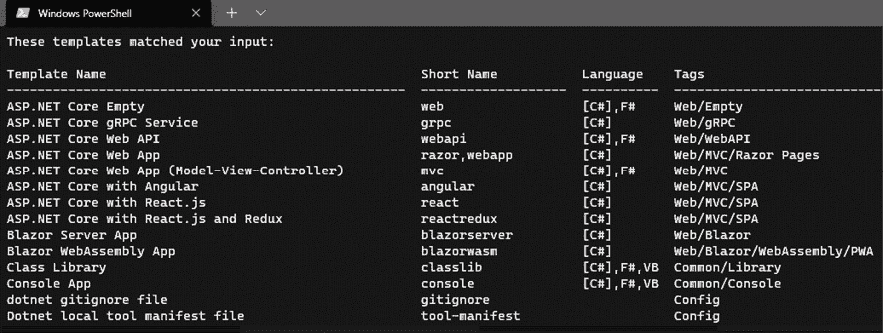 Windows PowerShell
These templates matched your input:
Template Name Short Name Language Tags
ASP.NET Core Empty web [C#],F# Web/Empty
ASP.NET Core gRPC Service grpc [C#] Web/gRPC
ASP.NET Core Web API webapi [C#],F# Web/WebAPI
ASP.NET Core Web App razor,webapp [C#] Web/MVC/Razor Pages
ASP.NET Core Web App (Model-View-Controller) mvc [C#],F# Web/MVC
ASP.NET Core with Angular angular [C#] Web/MVC/SPA
ASP.NET Core with React.js react [C#] Web/MVC/SPA
ASP.NET Core with React.js and Redux reactredux [C#] Web/MVC/SPA
Blazor Server App blazorserver [C#] Web/Blazor
Blazor WebAssembly App blazorwasm [C#] Web/Blazor/WebAssembly/PWA
Class Library classlib [C#],F#,VB Common/Library
Console App console [C#],F#,VB Common/Console
dotnet gitignore file gitignore Config
Dotnet local tool manifest file tool-manifest Config